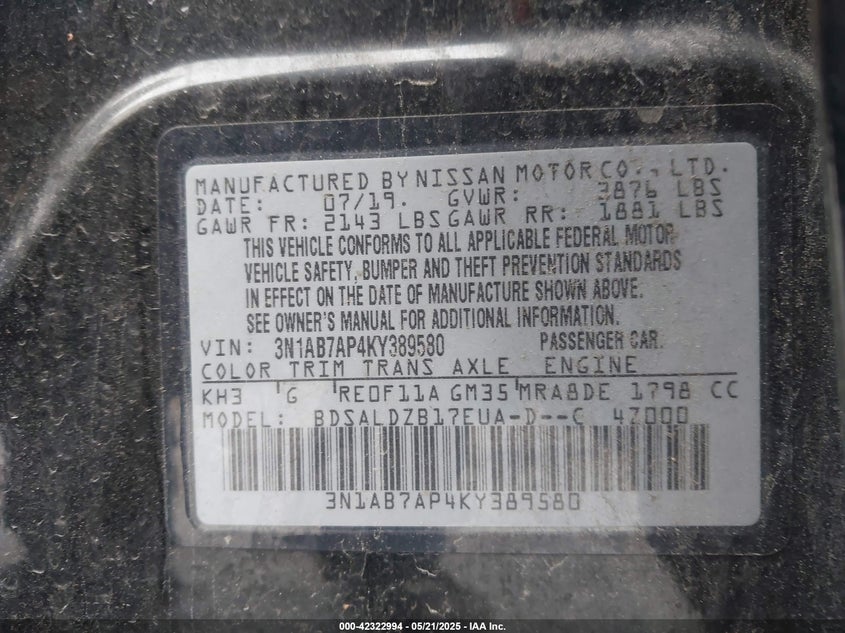 MANUFACTURED BY NISSAN MOTOR CO., LTD.
DATE: 07/19. GVWR: 3876 LBS
GAWR FR: 2143 LBS GAWR RR: 1881 LBS
THIS VEHICLE CONFORMS TO ALL APPLICABLE FEDERAL MOTOR
VEHICLE SAFETY, BUMPER AND THEFT PREVENTION STANDARDS
IN EFFECT ON THE DATE OF MANUFACTURE SHOWN ABOVE.
SEE OWNER'S MANUAL FOR ADDITIONAL INFORMATION.
VIN: 3N1AB7AP4KY389580 PASSENGER CAR.
COLOR TRIM TRANS AXLE ENGINE
KH3 G RE0F11A GM35 MRA8DE 1798 CC
MODEL: BDSALDZB17EUA-D--C 47000
3N1AB7AP4KY389580
000-42322994 - 05/21/2025 - IAA Inc.